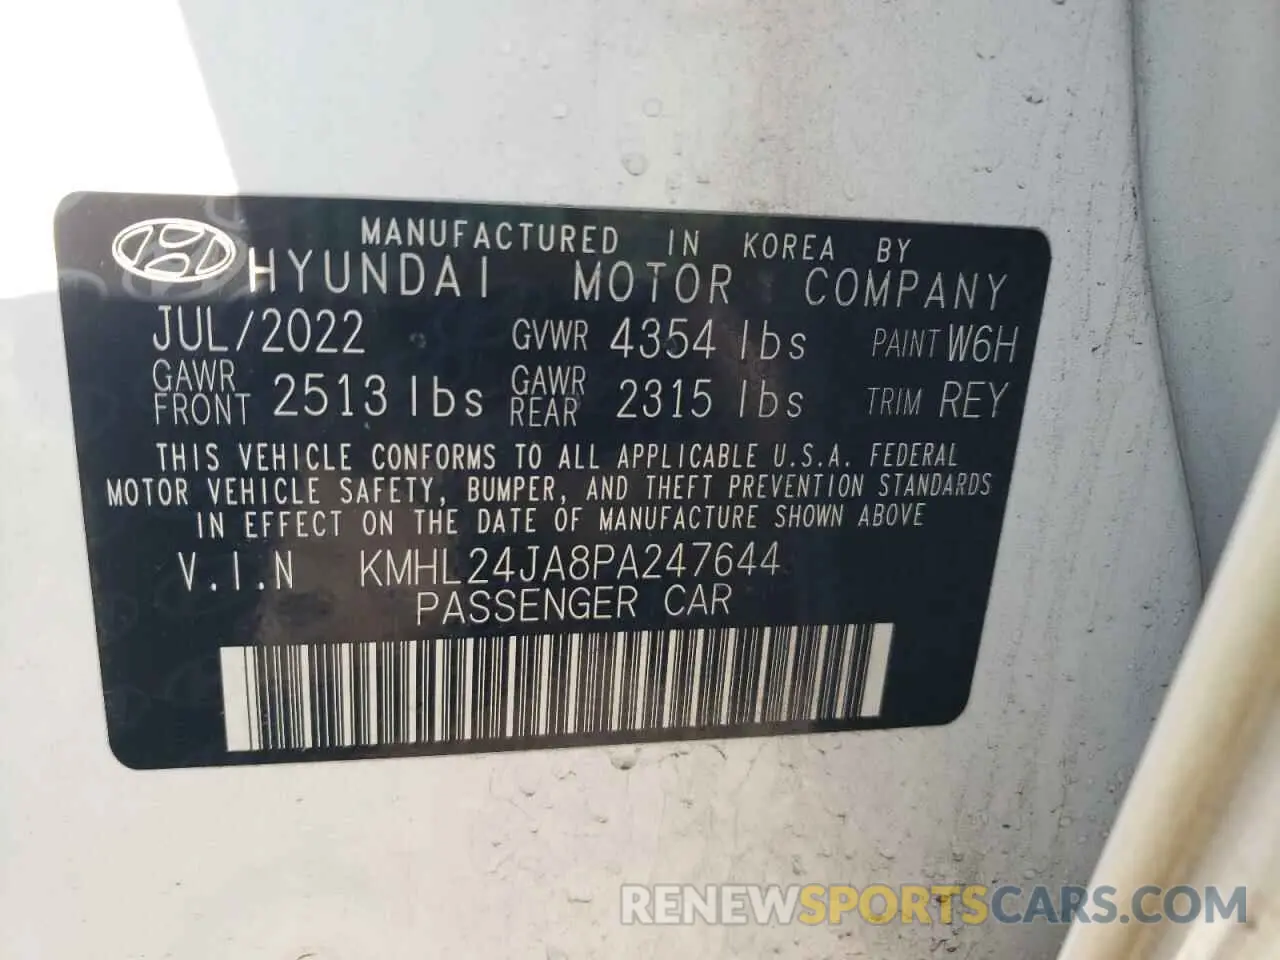 MANUFACTURED IN KOREA BY
HYUNDAI MOTOR COMPANY
JUL/2022 GVWR 4354 lbs PAINT W6H
GAWR FRONT 2513 lbs GAWR REAR 2315 lbs TRIM REY
THIS VEHICLE CONFORMS TO ALL APPLICABLE U.S.A. FEDERAL
MOTOR VEHICLE SAFETY, BUMPER, AND THEFT PREVENTION STANDARDS
IN EFFECT ON THE DATE OF MANUFACTURE SHOWN ABOVE
V.I.N KMHL24JA8PA247644
PASSENGER CAR
RENEWSPORTSCARS.COM